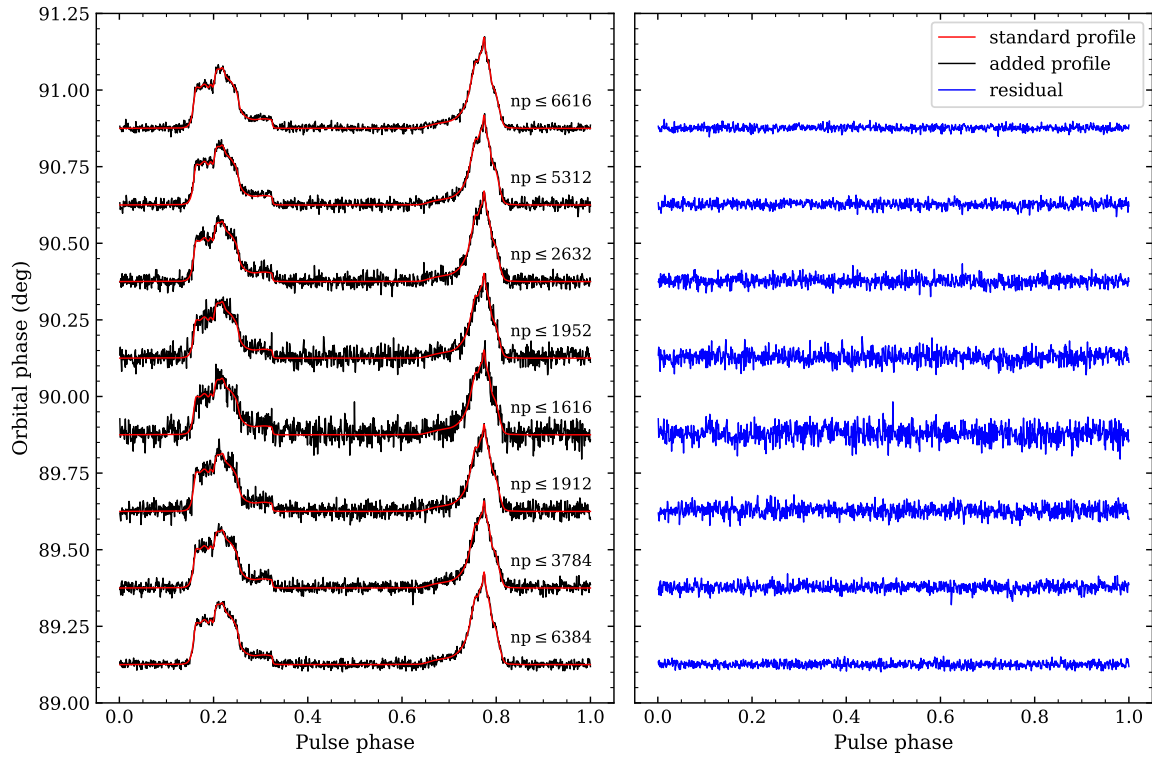 91.25
91.00
90.75
90.50
90.25
90.00
89.75
89.50
89.25
89.00
Orbital phase (deg)
np ≤ 6616
np ≤ 5312
np ≤ 2632
np ≤ 1952
np ≤ 1616
np ≤ 1912
np ≤ 3784
np ≤ 6384
0.0 0.2 0.4 0.6 0.8 1.0
Pulse phase
standard profile
added profile
residual
0.0 0.2 0.4 0.6 0.8 1.0
Pulse phase